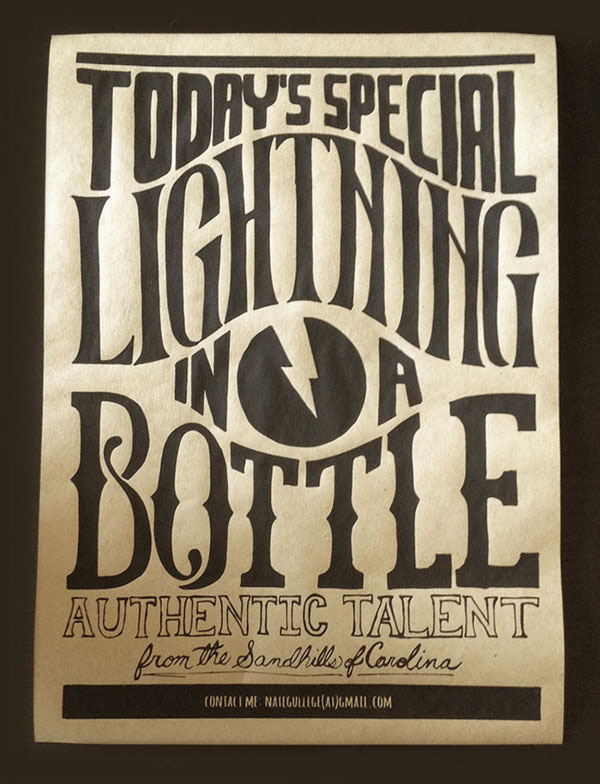 TODAY'S SPECIAL
LIGHTNING
IN A
BOTTLE
AUTHENTIC TALENT
from the Sandhills of Carolina
CONTACT ME: